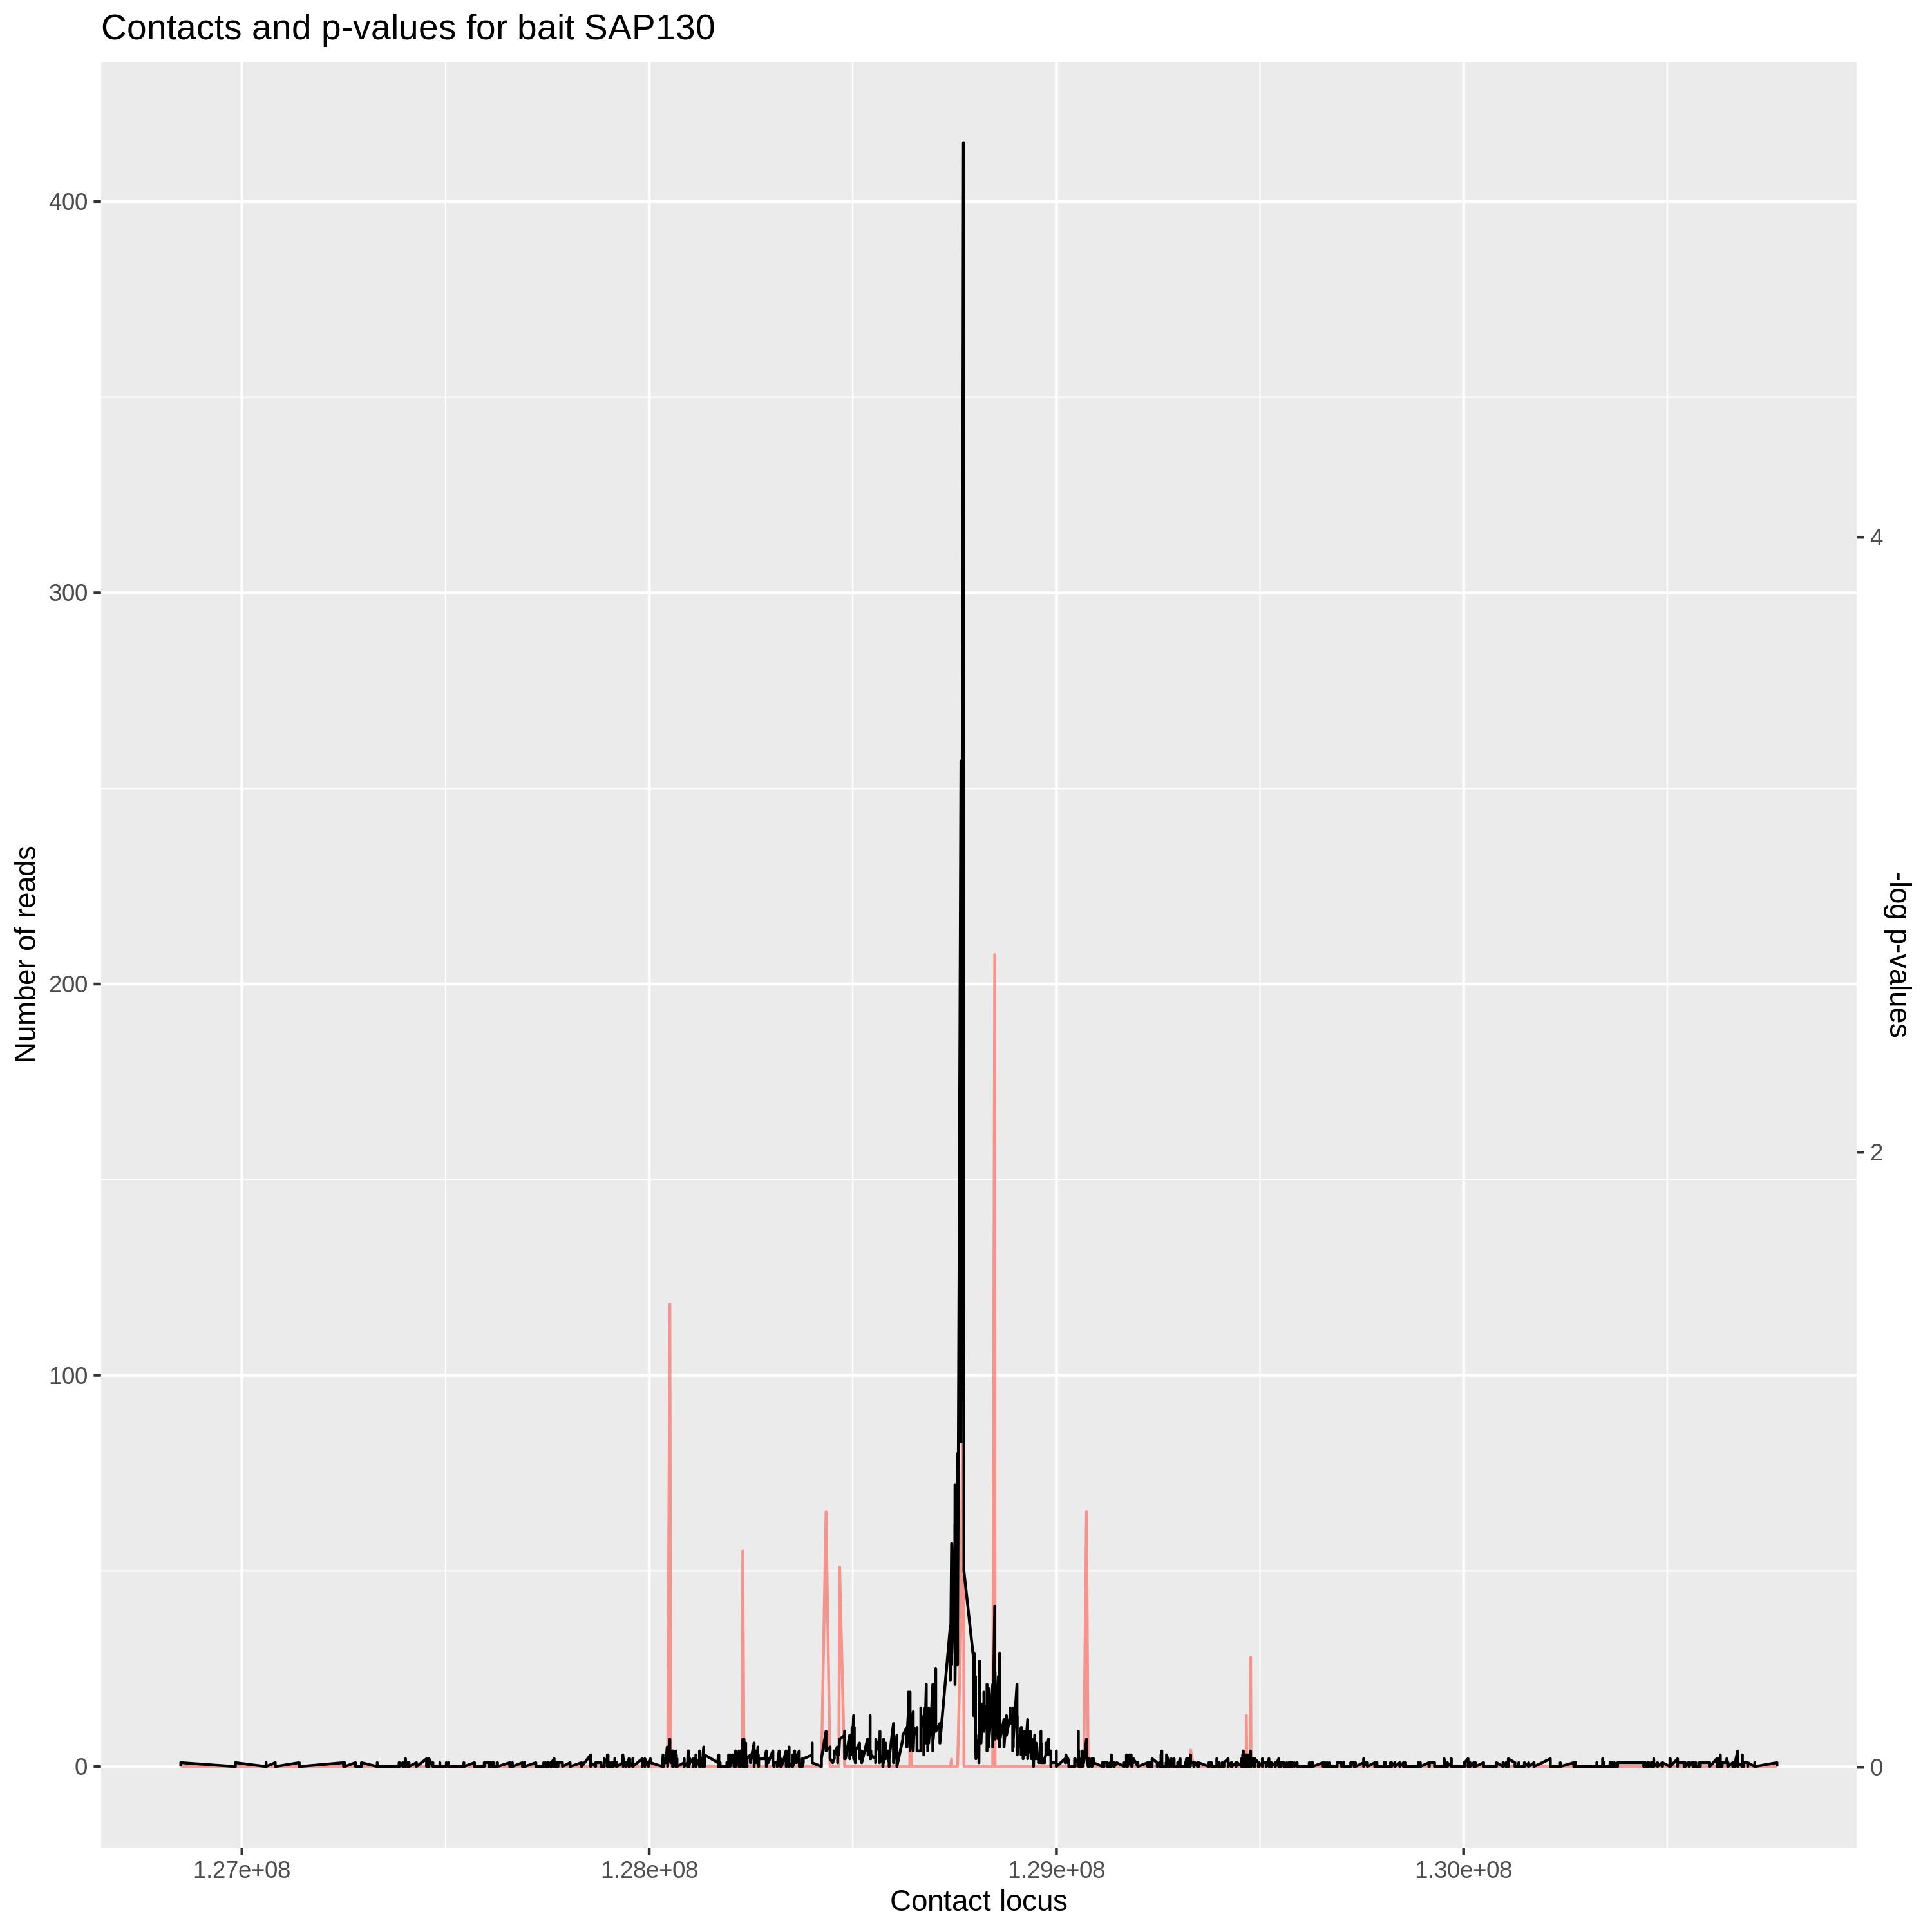 Contacts and p-values for bait SAP130
400
300
200
100
0
Number of reads
4
2
0
-log p-values
1.27e+08
1.28e+08
1.29e+08
1.30e+08
Contact locus